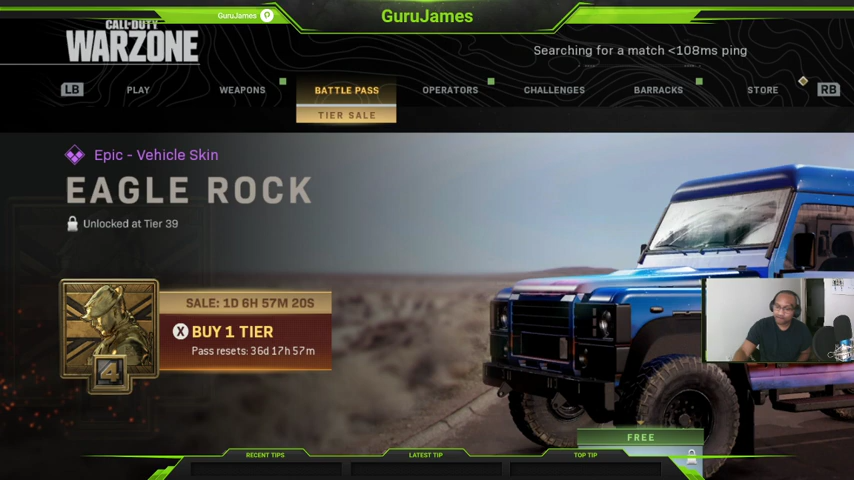 GuruJames
GuruJames
CALL OF DUTY
WARZONE
Searching for a match <108ms ping
LB
PLAY
WEAPONS
BATTLE PASS
OPERATORS
CHALLENGES
BARRACKS
STORE
RB
TIER SALE
Epic - Vehicle Skin
EAGLE ROCK
Unlocked at Tier 39
SALE: 1D 6H 57M 20S
X BUY 1 TIER
Pass resets: 36d 17h 57m
4
FREE
RECENT TIPS
LATEST TIP
TOP TIP